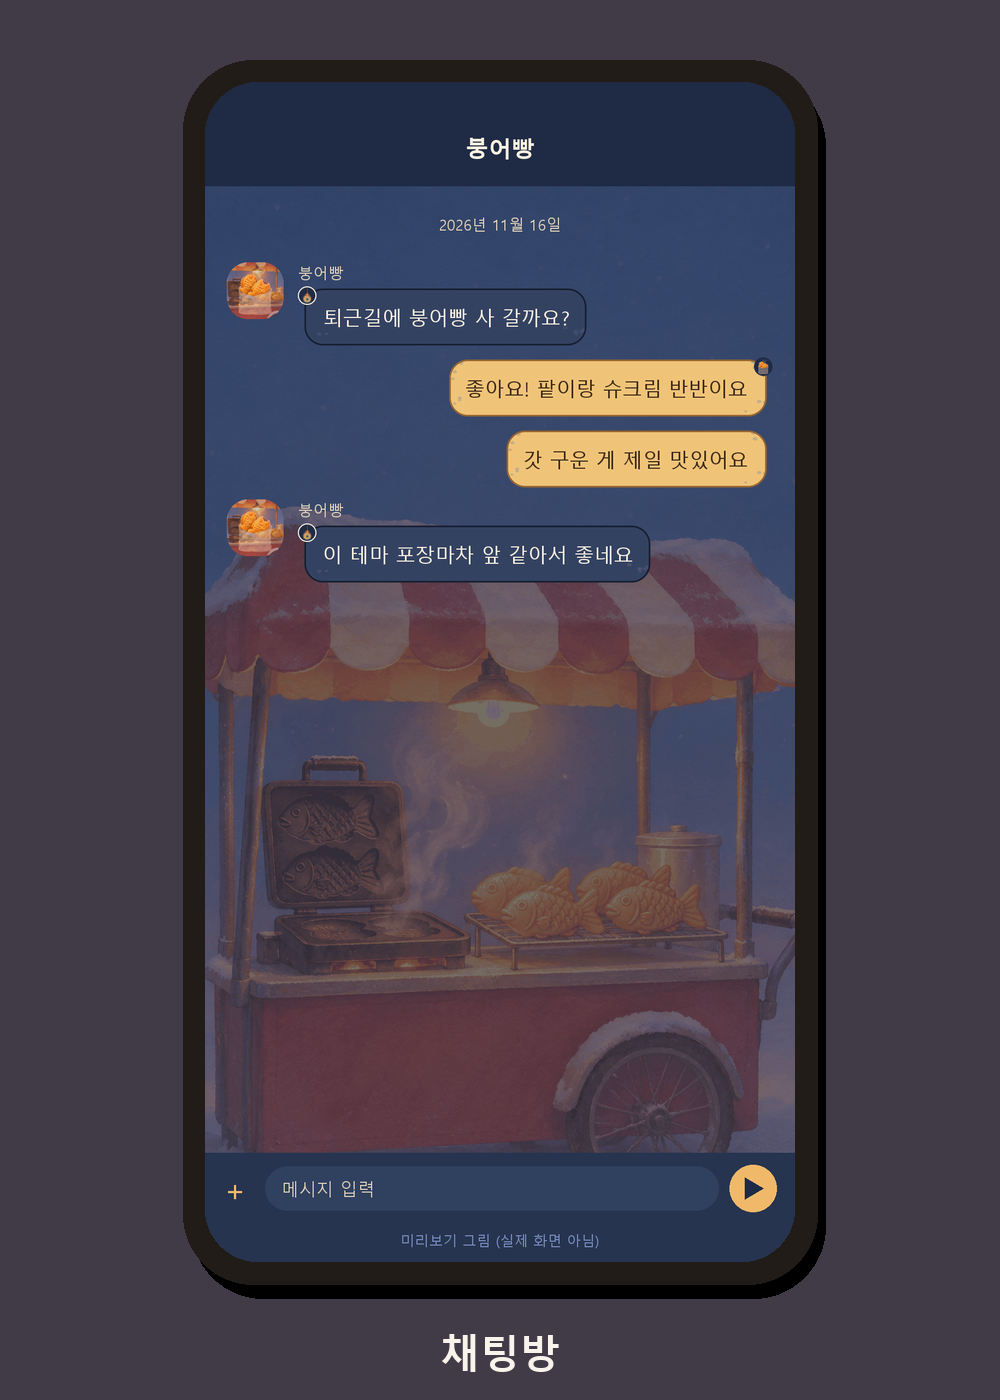 붕어빵
2026년 11월 16일
붕어빵
퇴근길에 붕어빵 사 갈까요?
좋아요! 팥이랑 슈크림 반반이요
갓 구운 게 제일 맛있어요
붕어빵
이 테마 포장마차 앞 같아서 좋네요
+ 메시지 입력
미리보기 그림 (실제 화면 아님)
채팅방